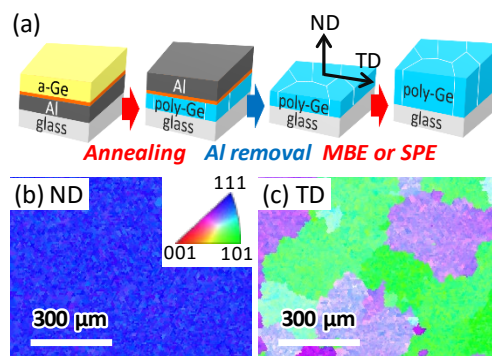 (a)
ND
TD
a-Ge
Al
glass
Al
poly-Ge
glass
poly-Ge
glass
poly-Ge
glass
Annealing Al removal MBE or SPE
(b) ND
111
001 101
300 µm
(c) TD
300 µm